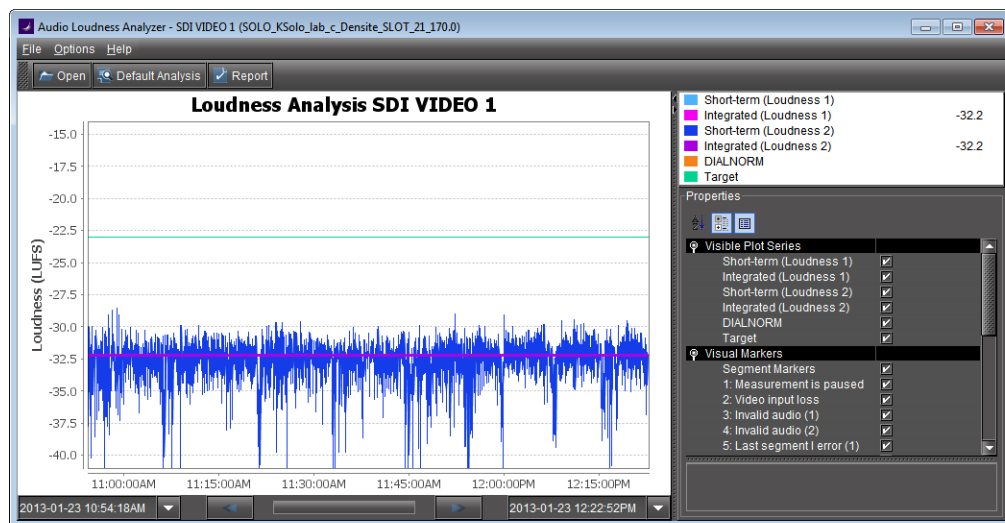 Audio Loudness Analyzer - SDI VIDEO 1 (SOLO_KSolo_lab_c_Densite_SLOT_21_170.0)
File Options Help
Open Default Analysis Report
Loudness Analysis SDI VIDEO 1
Loudness (LUFS)
-15.0
-17.5
-20.0
-22.5
-25.0
-27.5
-30.0
-32.5
-35.0
-37.5
-40.0
11:00:00AM 11:15:00AM 11:30:00AM 11:45:00AM 12:00:00PM 12:15:00PM
2013-01-23 10:54:18AM 2013-01-23 12:22:52PM
Short-term (Loudness 1)
Integrated (Loudness 1) -32.2
Short-term (Loudness 2)
Integrated (Loudness 2) -32.2
DIALNORM
Target
Properties
Visible Plot Series
Short-term (Loudness 1)
Integrated (Loudness 1)
Short-term (Loudness 2)
Integrated (Loudness 2)
DIALNORM
Target
Visual Markers
Segment Markers
1: Measurement is paused
2: Video input loss
3: Invalid audio (1)
4: Invalid audio (2)
5: Last segment I error (1)